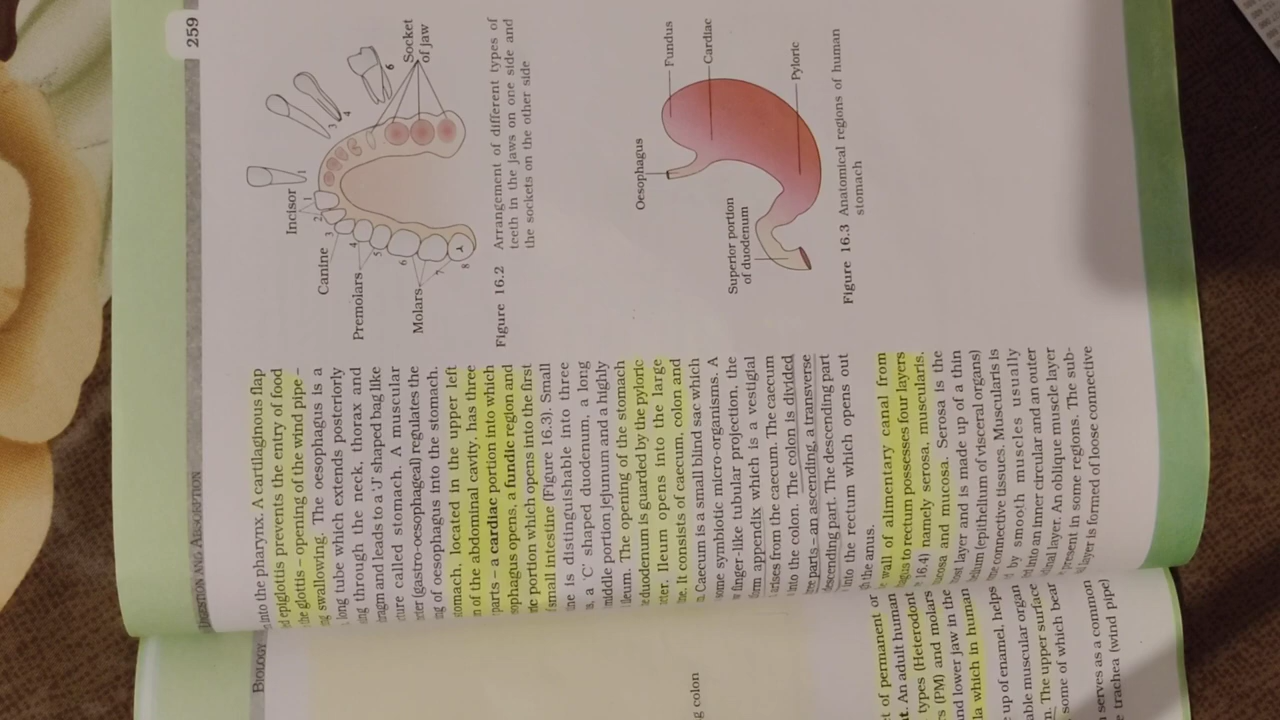 DIGESTION AND ABSORPTION
259
into the pharynx. A cartilaginous flap
epiglottis prevents the entry of food
glottis – opening of the wind pipe –
swallowing. The oesophagus is a
long tube which extends posteriorly
through the neck, thorax and
and leads to a 'J' shaped bag like
called stomach. A muscular
(gastro-oesophageal) regulates the
of oesophagus into the stomach.
located in the upper left
of the abdominal cavity, has three
parts – a cardiac portion into which
opens, a fundic region and
portion which opens into the first
small intestine (Figure 16.3). Small
is distinguishable into three
a 'C' shaped duodenum, a long
middle portion jejunum and a highly
ileum. The opening of the stomach
duodenum is guarded by the pyloric
Ileum opens into the large
It consists of caecum, colon and
Caecum is a small blind sac which
some symbiotic micro-organisms. A
finger-like tubular projection, the
appendix which is a vestigial
arises from the caecum. The caecum
into the colon. The colon is divided
parts – an ascending, a transverse
descending part. The descending part
into the rectum which opens out
the anus.
wall of alimentary canal from
to rectum possesses four layers
16.4) namely serosa, muscularis,
and mucosa. Serosa is the
layer and is made up of a thin
(epithelium of visceral organs)
connective tissues. Muscularis is
by smooth muscles usually
into an inner circular and an outer
layer. An oblique muscle layer
present in some regions. The sub-
layer is formed of loose connective
Incisor
Canine
Premolars
Molars
Socket
of jaw
1
2
3
4
5
6
7
8
1
3
4
6
Figure 16.2 Arrangement of different types of
teeth in the jaws on one side and
the sockets on the other side
Oesophagus
Fundus
Cardiac
Pyloric
Superior portion
of duodenum
Figure 16.3 Anatomical regions of human
stomach
BIOLOGY
colon
of permanent or
An adult human
types (Heterodont
(PM) and molars
and lower jaw in the
which in human
up of enamel, helps
muscular organ
The upper surface
some of which bear
serves as a common
trachea (wind pipe)